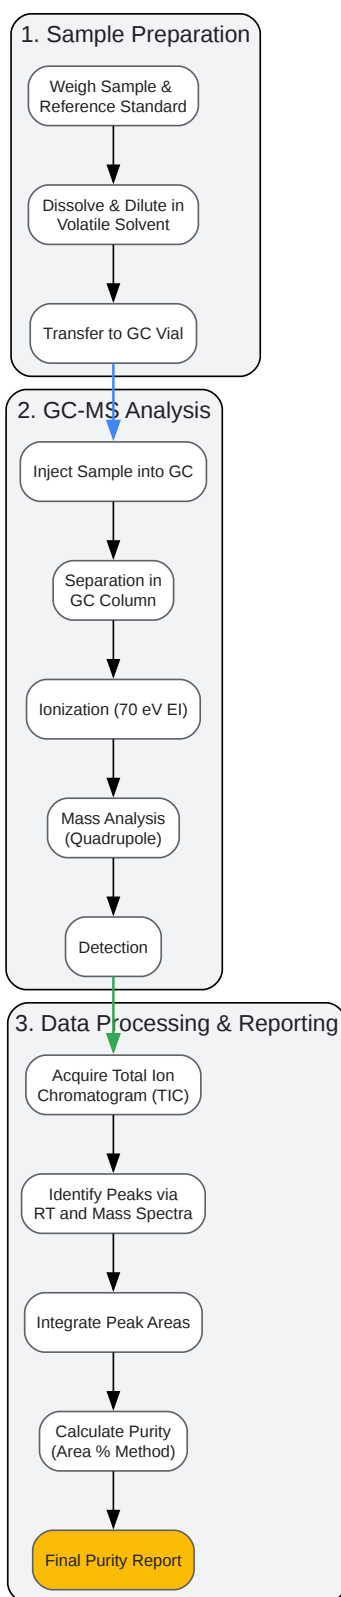 1. Sample Preparation
Weigh Sample &
Reference Standard
Dissolve & Dilute in
Volatile Solvent
Transfer to GC Vial
2. GC-MS Analysis
Inject Sample into GC
Separation in
GC Column
Ionization (70 eV EI)
Mass Analysis
(Quadrupole)
Detection
3. Data Processing & Reporting
Acquire Total Ion
Chromatogram (TIC)
Identify Peaks via
RT and Mass Spectra
Integrate Peak Areas
Calculate Purity
(Area % Method)
Final Purity Report